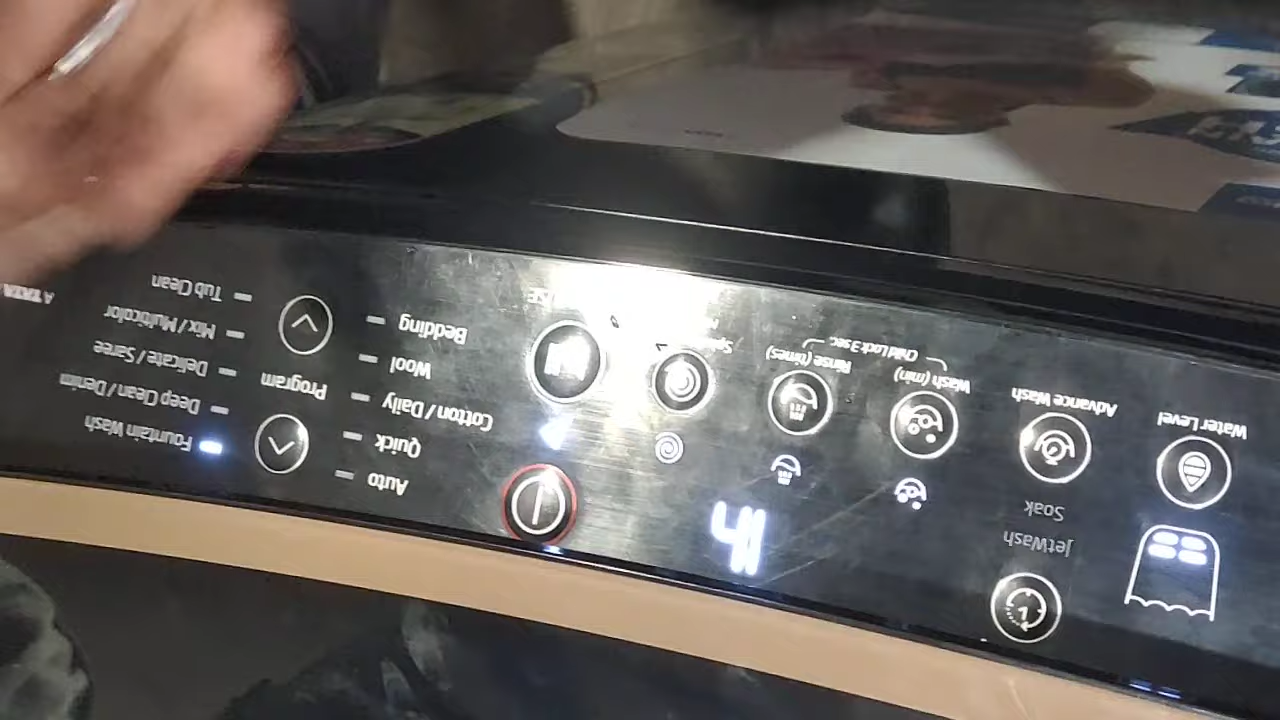 JetWash
Soak
Water Level
Advance Wash
Wash (min)
Rinse (times)
Child Lock 3 sec.
Auto
Quick
Cotton / Daily
Wool
Bedding
Program
Fountain Wash
Deep Clean / Denim
Delicate / Saree
Mix / Multicolor
Tub Clean
A TATA